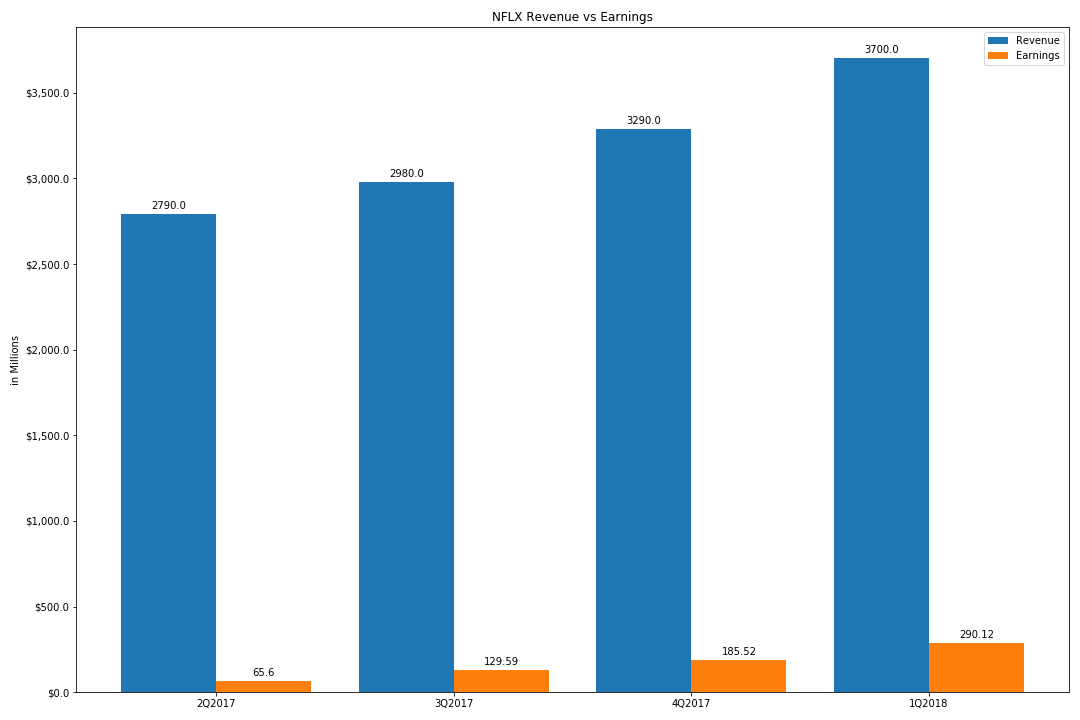 NFLX Revenue vs Earnings
Revenue
Earnings
in Millions
$3,500.0
$3,000.0
$2,500.0
$2,000.0
$1,500.0
$1,000.0
$500.0
$0.0
2790.0
2980.0
3290.0
3700.0
65.6
129.59
185.52
290.12
2Q2017
3Q2017
4Q2017
1Q2018